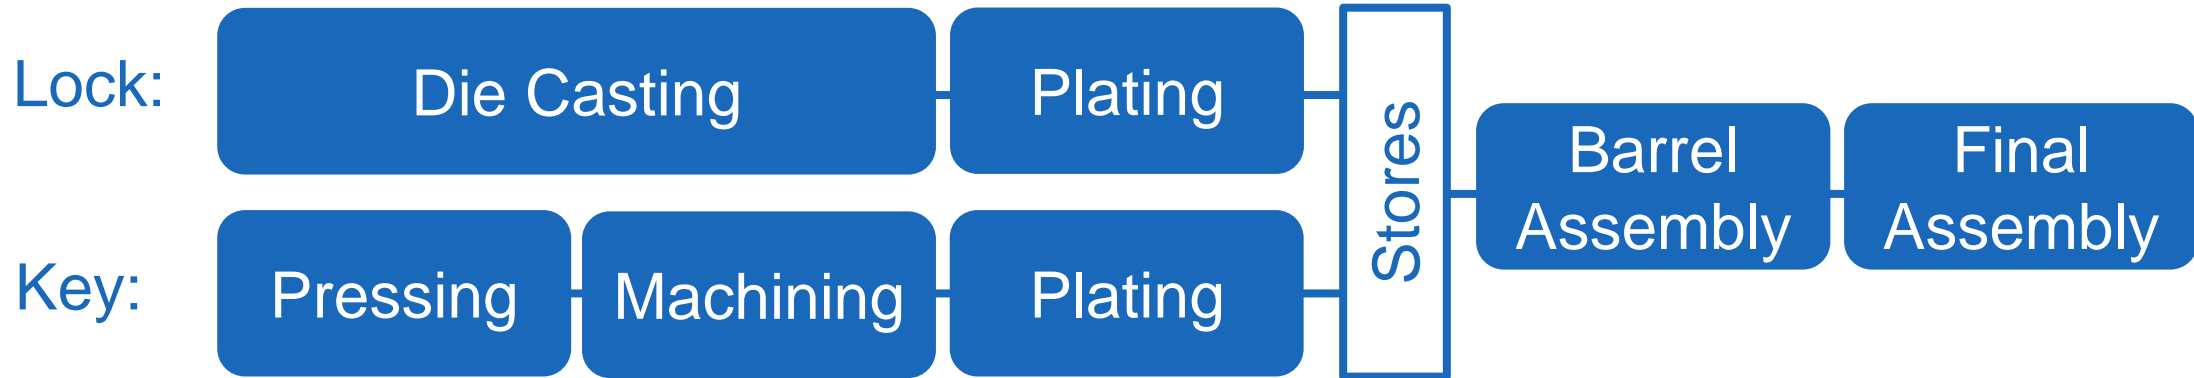 Lock:
Die Casting
Plating
Key:
Pressing
Machining
Plating
Stores
Barrel
Assembly
Final
Assembly